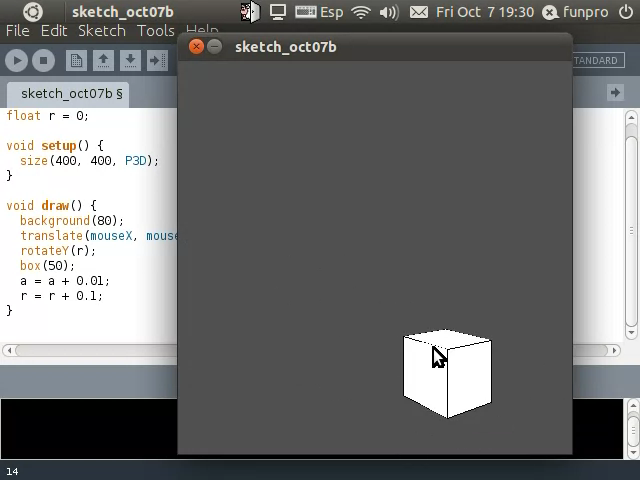 sketch_oct07b Esp Fri Oct 7 19:30 funpro
File Edit Sketch Tools Help
sketch_oct07b
STANDARD
sketch_oct07b §
float r = 0;
void setup() {
size(400, 400, P3D);
}
void draw() {
background(80);
translate(mouseX, mouse
rotateY(r);
box(50);
a = a + 0.01;
r = r + 0.1;
}
14